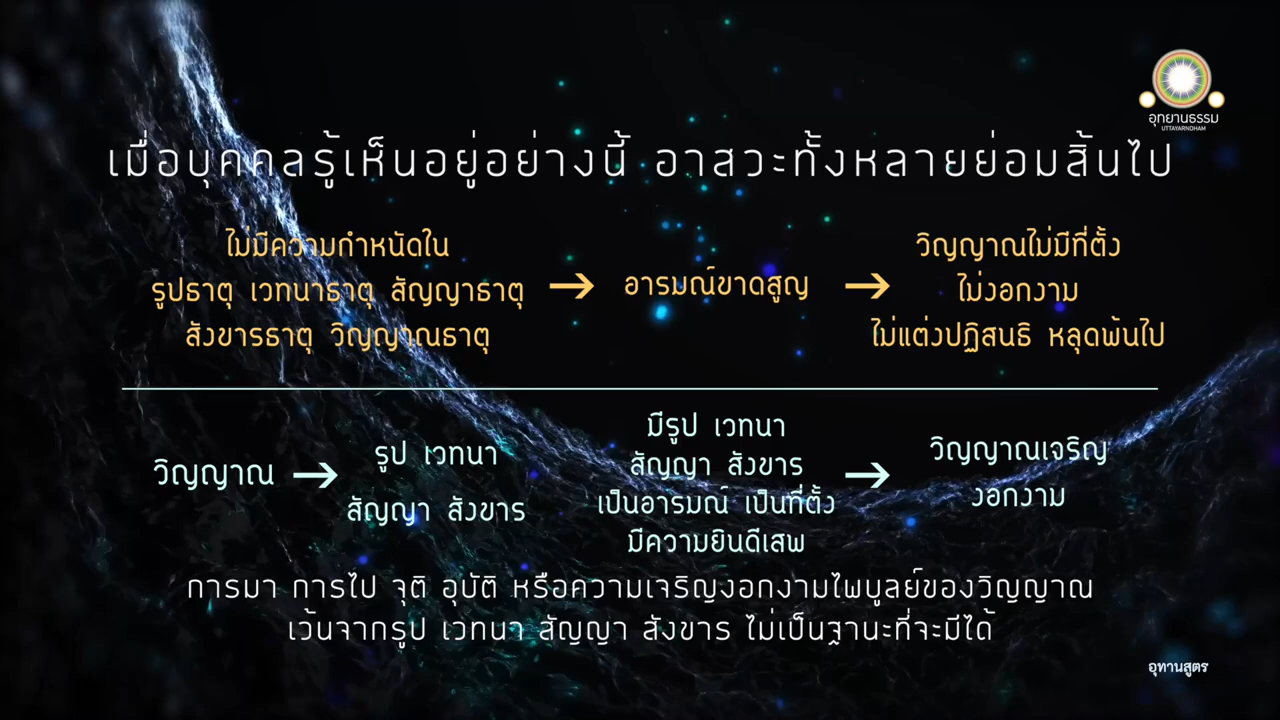 อุทยานธรรม
UTTAYARNDHAM
เมื่อบุคคลรู้เห็นอยู่อย่างนี้ อาสวะทั้งหลายย่อมสิ้นไป
ไม่มีความกำหนัดใน
รูปธาตุ เวทนาธาตุ สัญญาธาตุ
สังขารธาตุ วิญญาณธาตุ
→
อารมณ์ขาดสูญ
→
วิญญาณไม่มีที่ตั้ง
ไม่งอกงาม
ไม่แต่งปฏิสนธิ หลุดพ้นไป
วิญญาณ
→
รูป เวทนา
สัญญา สังขาร
มีรูป เวทนา
สัญญา สังขาร
เป็นอารมณ์ เป็นที่ตั้ง
มีความยินดีเสพ
→
วิญญาณเจริญ
งอกงาม
การมา การไป จุติ อุบัติ หรือความเจริญงอกงามไพบูลย์ของวิญญาณ
เว้นจากรูป เวทนา สัญญา สังขาร ไม่เป็นฐานะที่จะมีได้
อุทานสูตร